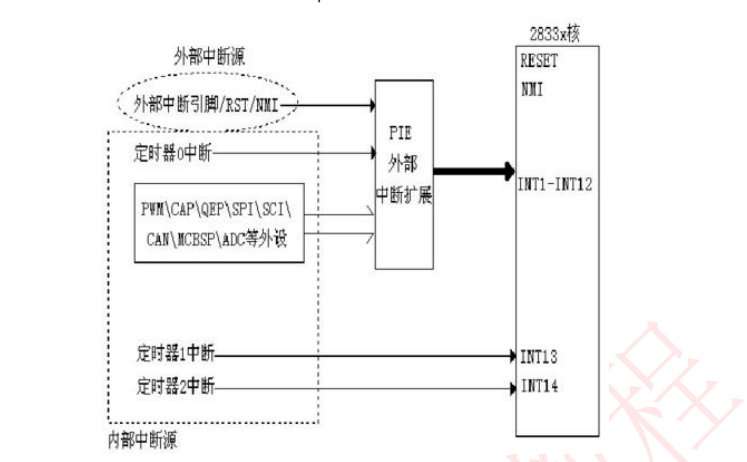 2833x核
外部中断源
RESET
NMI
外部中断引脚/RST/NMI
PIE
外部
中断扩展
定时器0中断
INT1-INT12
PWM\CAP\QEP\SPI\SCI\
CAN\MCBSP\ADC等外设
定时器1中断
INT13
定时器2中断
INT14
内部中断源
程